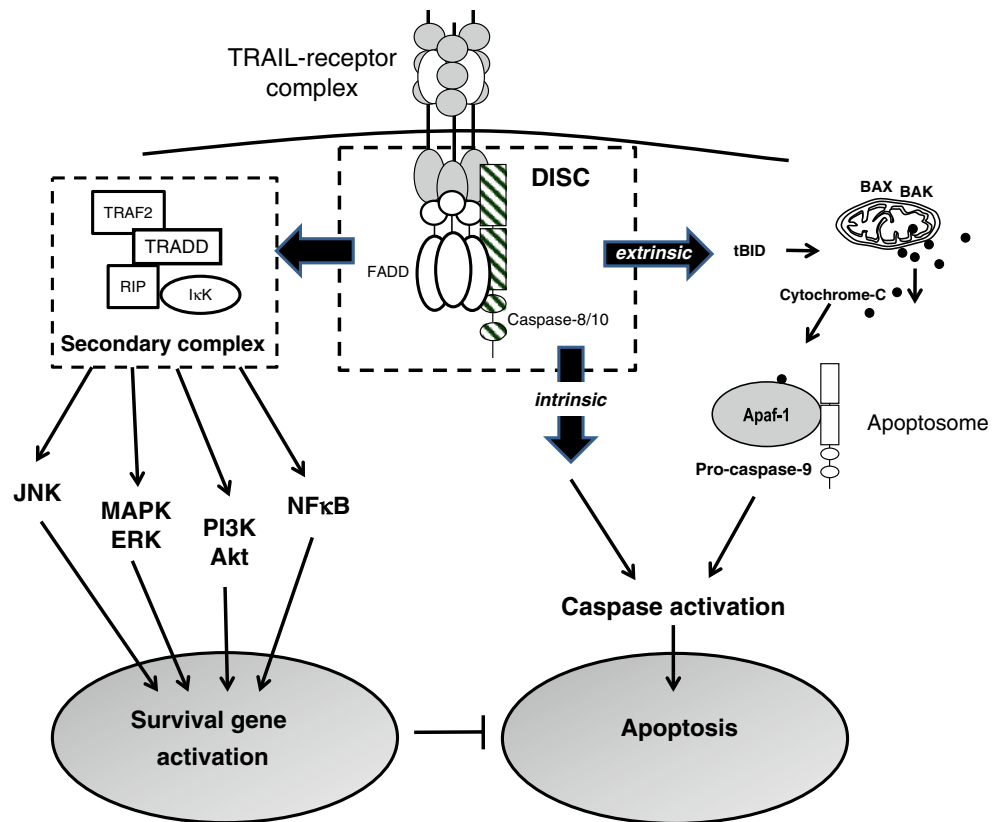 TRAIL-receptor
complex
DISC
TRAF2
TRADD
RIP
IκK
Secondary complex
FADD
Caspase-8/10
extrinsic
tBID
BAX BAK
Cytochrome-C
intrinsic
Apaf-1
Apoptosome
Pro-caspase-9
JNK
MAPK
ERK
PI3K
Akt
NFκB
Caspase activation
Survival gene
activation
Apoptosis